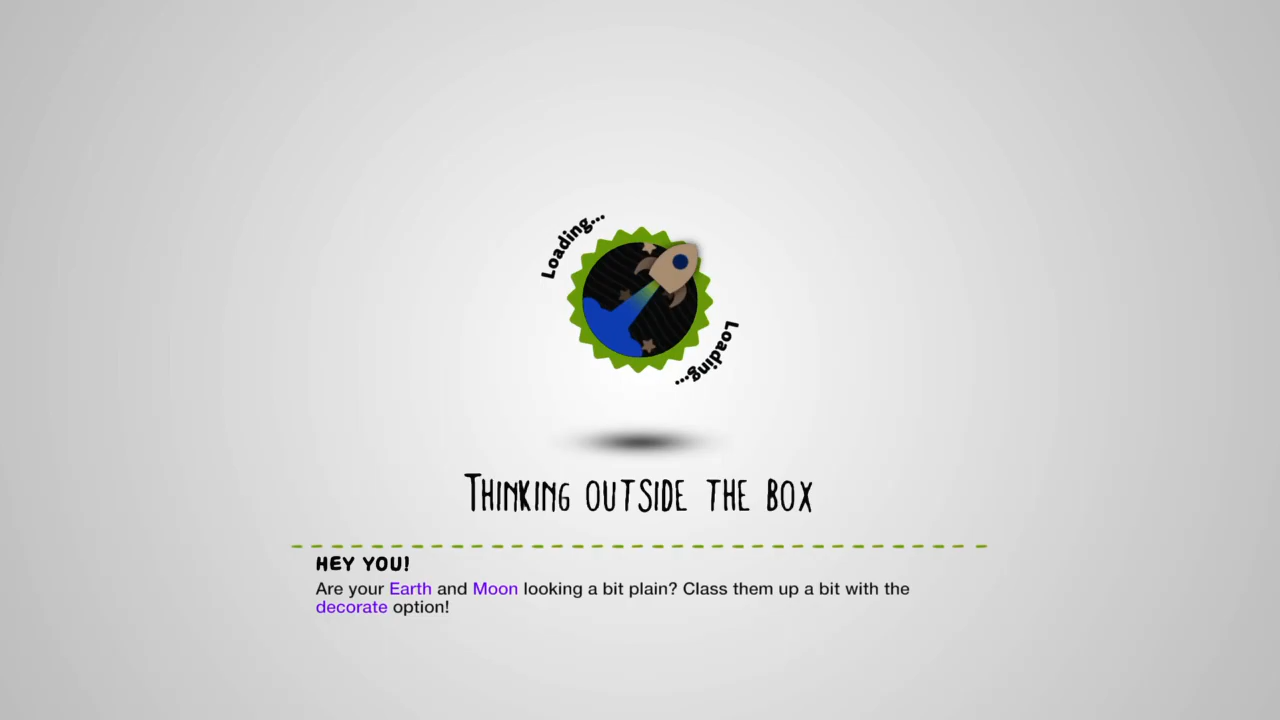 Loading...
Loading...
Thinking outside the box
HEY YOU!
Are your Earth and Moon looking a bit plain? Class them up a bit with the
decorate option!